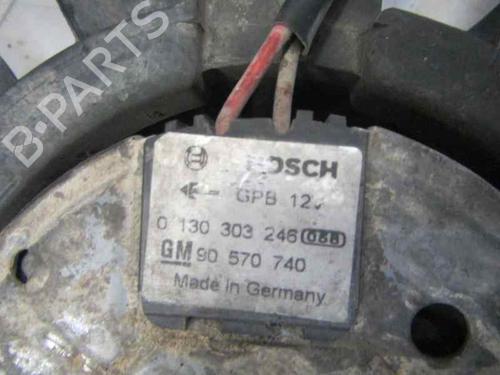 B-PARTS
BOSCH
GPB 12V
0 130 303 246 088
GM 90 570 740
Made in Germany